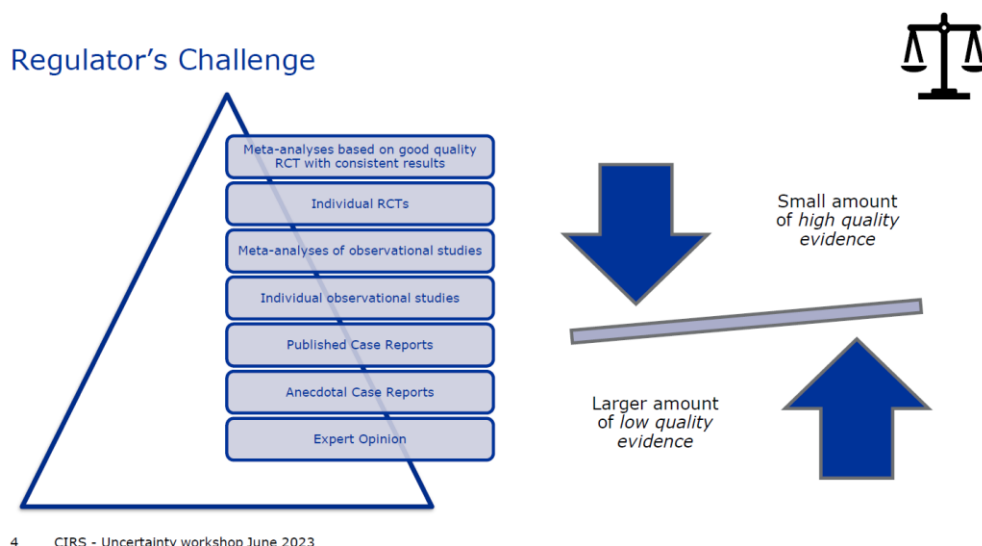 Regulator's Challenge
Meta-analyses based on good quality
RCT with consistent results
Individual RCTs
Meta-analyses of observational studies
Individual observational studies
Published Case Reports
Anecdotal Case Reports
Expert Opinion
Small amount
of high quality
evidence
Larger amount
of low quality
evidence
4 CIRS - Uncertainty workshop June 2023